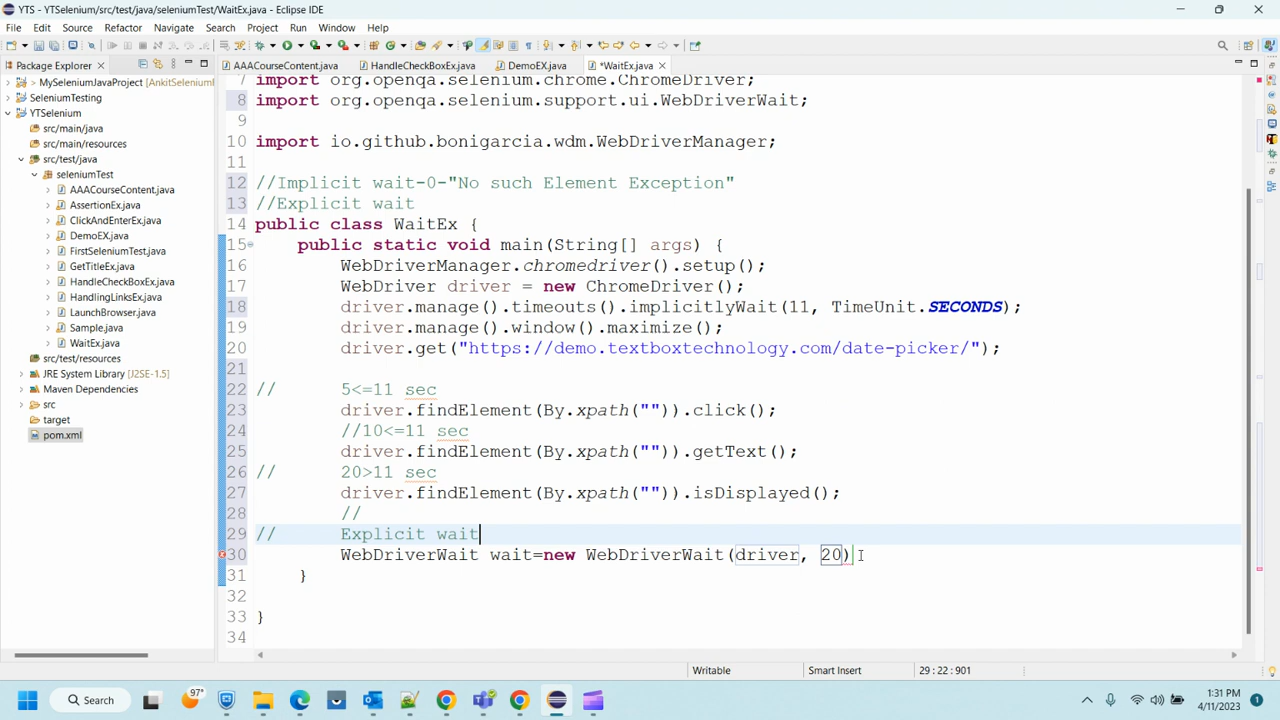 YTS - YTSelenium/src/test/java/seleniumTest/WaitEx.java - Eclipse IDE
File Edit Source Refactor Navigate Search Project Run Window Help
Package Explorer
AAACourseContent.java
HandleCheckBoxEx.java
DemoEX.java
*WaitEx.java
MySeleniumJavaProject (AnkitSeleniumI
SeleniumTesting
YTSelenium
src/main/java
src/main/resources
src/test/java
seleniumTest
AAACourseContent.java
AssertionEx.java
ClickAndEnterEx.java
DemoEX.java
FirstSeleniumTest.java
GetTitleEx.java
HandleCheckBoxEx.java
HandlingLinksEx.java
LaunchBrowser.java
Sample.java
WaitEx.java
src/test/resources
JRE System Library [J2SE-1.5]
Maven Dependencies
src
target
pom.xml
7 import org.openqa.selenium.chrome.ChromeDriver;
8 import org.openqa.selenium.support.ui.WebDriverWait;
9
10 import io.github.bonigarcia.wdm.WebDriverManager;
11
12 //Implicit wait-0-"No such Element Exception"
13 //Explicit wait
14 public class WaitEx {
15 public static void main(String[] args) {
16 WebDriverManager.chromedriver().setup();
17 WebDriver driver = new ChromeDriver();
18 driver.manage().timeouts().implicitlyWait(11, TimeUnit.SECONDS);
19 driver.manage().window().maximize();
20 driver.get("https://demo.textboxtechnology.com/date-picker/");
21
22 // 5<=11 sec
23 driver.findElement(By.xpath("")).click();
24 //10<=11 sec
25 driver.findElement(By.xpath("")).getText();
26 // 20>11 sec
27 driver.findElement(By.xpath("")).isDisplayed();
28 //
29 // Explicit wait
30 WebDriverWait wait=new WebDriverWait(driver, 20)
31 }
32
33 }
34
Writable
Smart Insert
29 : 22 : 901
97°
Search
1:31 PM
4/11/2023
1